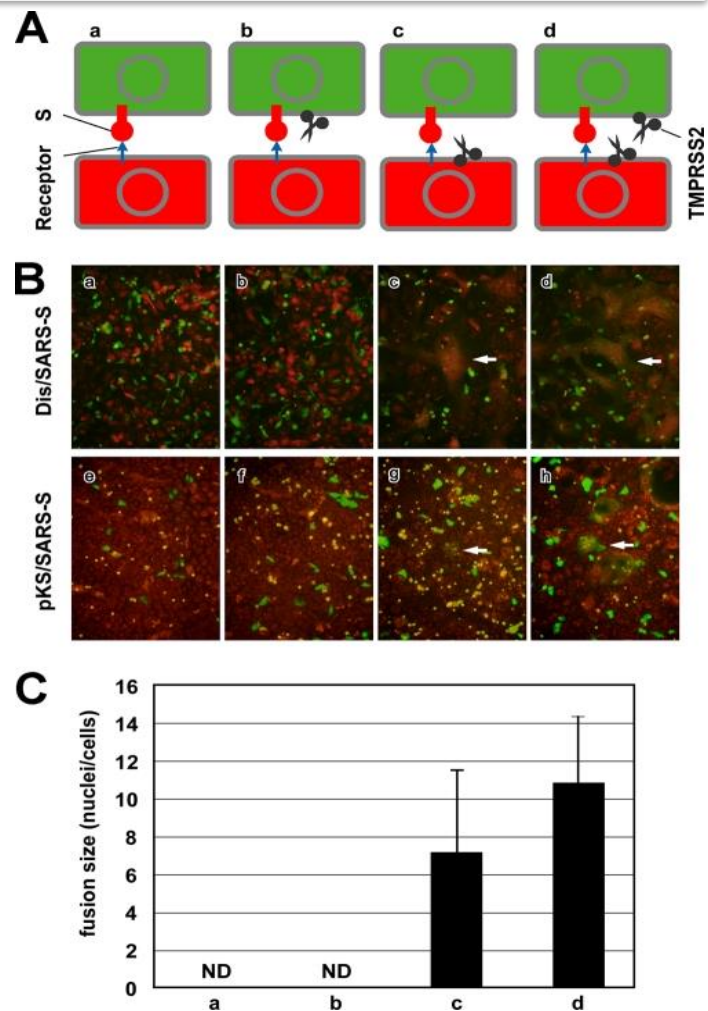 A
a b c d
S
Receptor
TMPRSS2
B
Dis/SARS-S
a b c d
pKS/SARS-S
e f g h
C
fusion size (nuclei/cells)
16
14
12
10
8
6
4
2
0
ND ND
a b c d